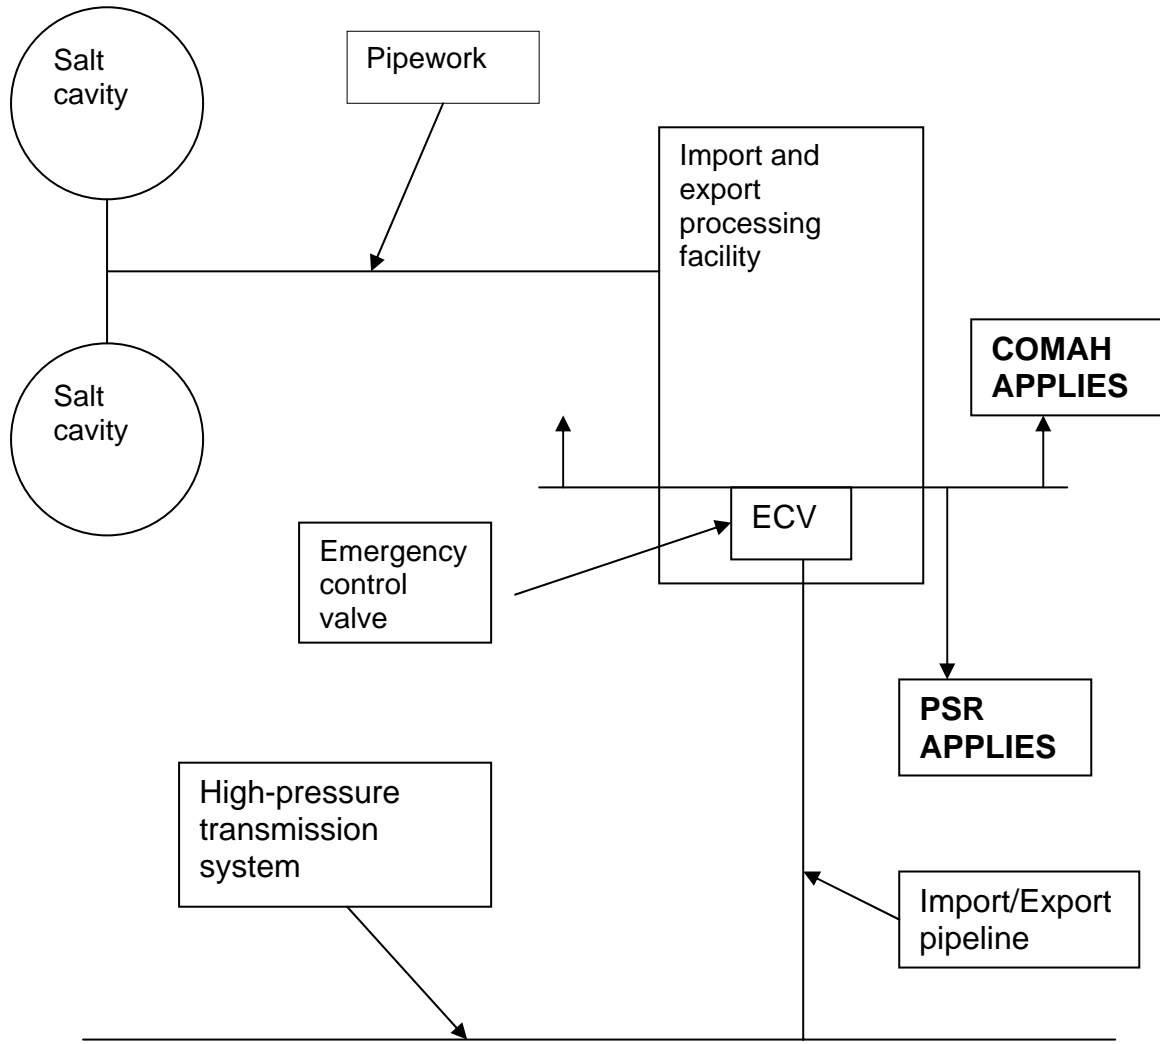 Salt
cavity
Pipework
Import and
export
processing
facility
COMAH
APPLIES
Salt
cavity
ECV
Emergency
control
valve
PSR
APPLIES
High-pressure
transmission
system
Import/Export
pipeline